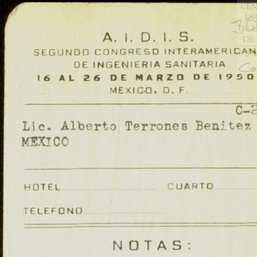 A. I. D. I. S.
SEGUNDO CONGRESO INTERAMERICAN
DE INGENIERIA SANITARIA
16 AL 26 DE MARZO DE 1950
MEXICO, D. F.
Lic. Alberto Terrones Benitez
MEXICO
HOTEL CUARTO
TELEFONO
NOTAS: